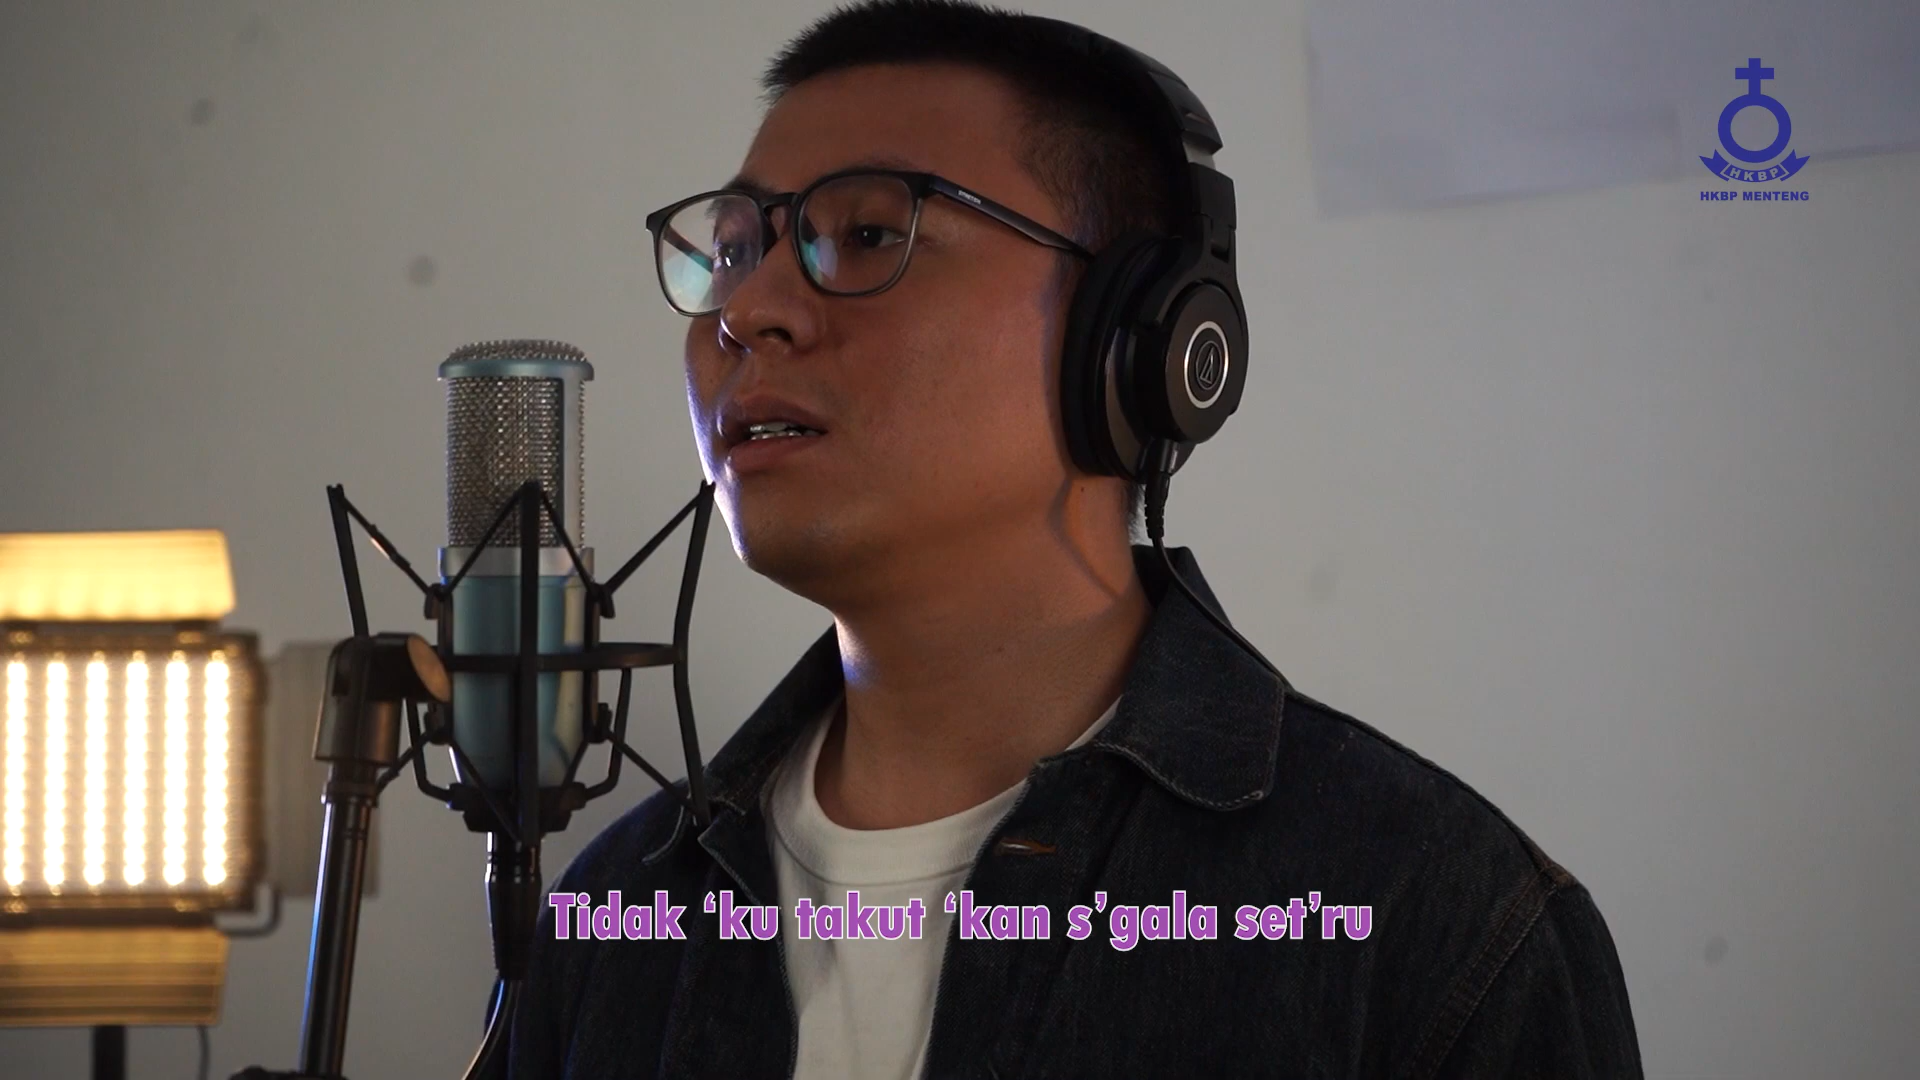 HKBP
HKBP MENTENG
Tidak ‘ku takut ‘kan s’gala set’ru